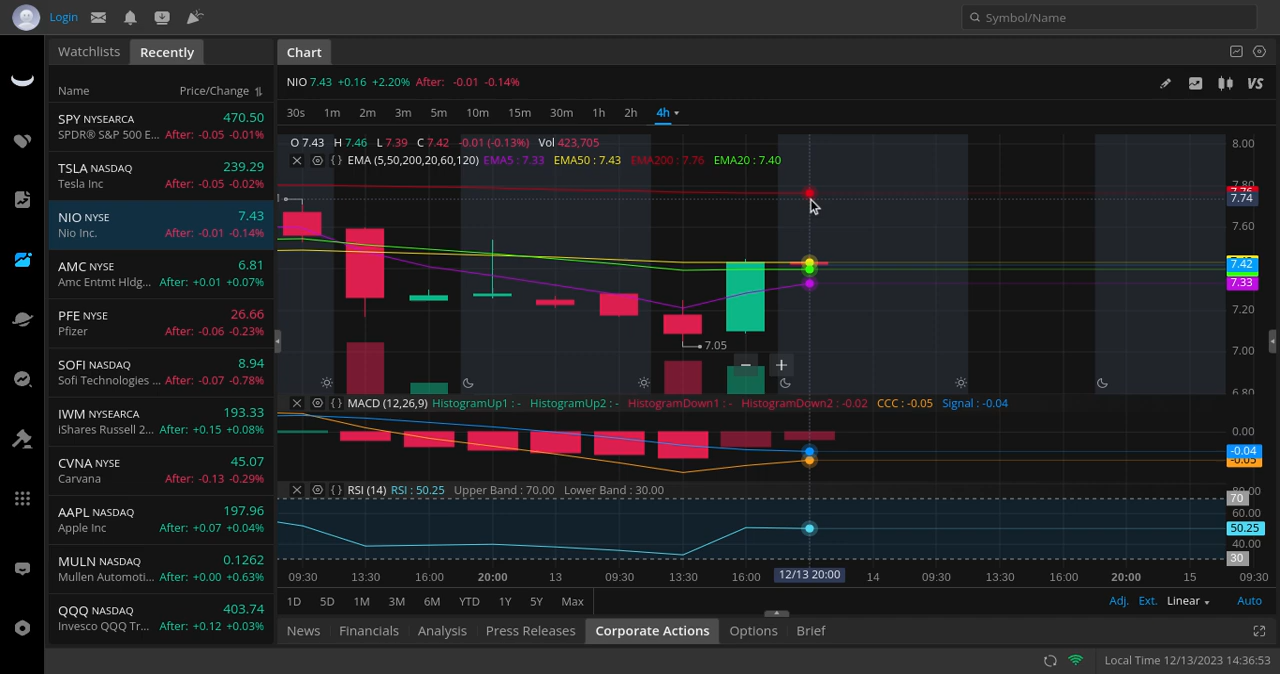 Login
Symbol/Name
Watchlists Recently
Chart
Name Price/Change
SPY NYSEARCA 470.50
SPDR® S&P 500 E... After: -0.05 -0.01%
TSLA NASDAQ 239.29
Tesla Inc After: -0.05 -0.02%
NIO NYSE 7.43
Nio Inc. After: -0.01 -0.14%
AMC NYSE 6.81
Amc Entmt Hldg... After: +0.01 +0.07%
PFE NYSE 26.66
Pfizer After: -0.06 -0.23%
SOFI NASDAQ 8.94
Sofi Technologies ... After: -0.07 -0.78%
IWM NYSEARCA 193.33
iShares Russell 2... After: +0.15 +0.08%
CVNA NYSE 45.07
Carvana After: -0.13 -0.29%
AAPL NASDAQ 197.96
Apple Inc After: +0.07 +0.04%
MULN NASDAQ 0.1262
Mullen Automoti... After: +0.00 +0.63%
QQQ NASDAQ 403.74
Invesco QQQ Tr... After: +0.12 +0.03%
NIO 7.43 +0.16 +2.20% After: -0.01 -0.14%
VS
30s 1m 2m 3m 5m 10m 15m 30m 1h 2h 4h
O 7.43 H 7.46 L 7.39 C 7.42 -0.01 (-0.13%) Vol 423,705
EMA (5,50,200,20,60,120) EMA5 : 7.33 EMA50 : 7.43 EMA200 : 7.76 EMA20 : 7.40
8.00
7.80
7.76
7.74
7.60
7.42
7.33
7.20
7.05
7.00
6.80
MACD (12,26,9) HistogramUp1 : - HistogramUp2 : - HistogramDown1 : - HistogramDown2 : -0.02 CCC : -0.05 Signal : -0.04
0.00
-0.04
-0.05
RSI (14) RSI : 50.25 Upper Band : 70.00 Lower Band : 30.00
80.00
70
60.00
50.25
40.00
30
09:30 13:30 16:00 20:00 13 09:30 13:30 16:00 12/13 20:00 14 09:30 13:30 16:00 20:00 15 09:30
1D 5D 1M 3M 6M YTD 1Y 5Y Max Adj. Ext. Linear Auto
News Financials Analysis Press Releases Corporate Actions Options Brief
Local Time 12/13/2023 14:36:53